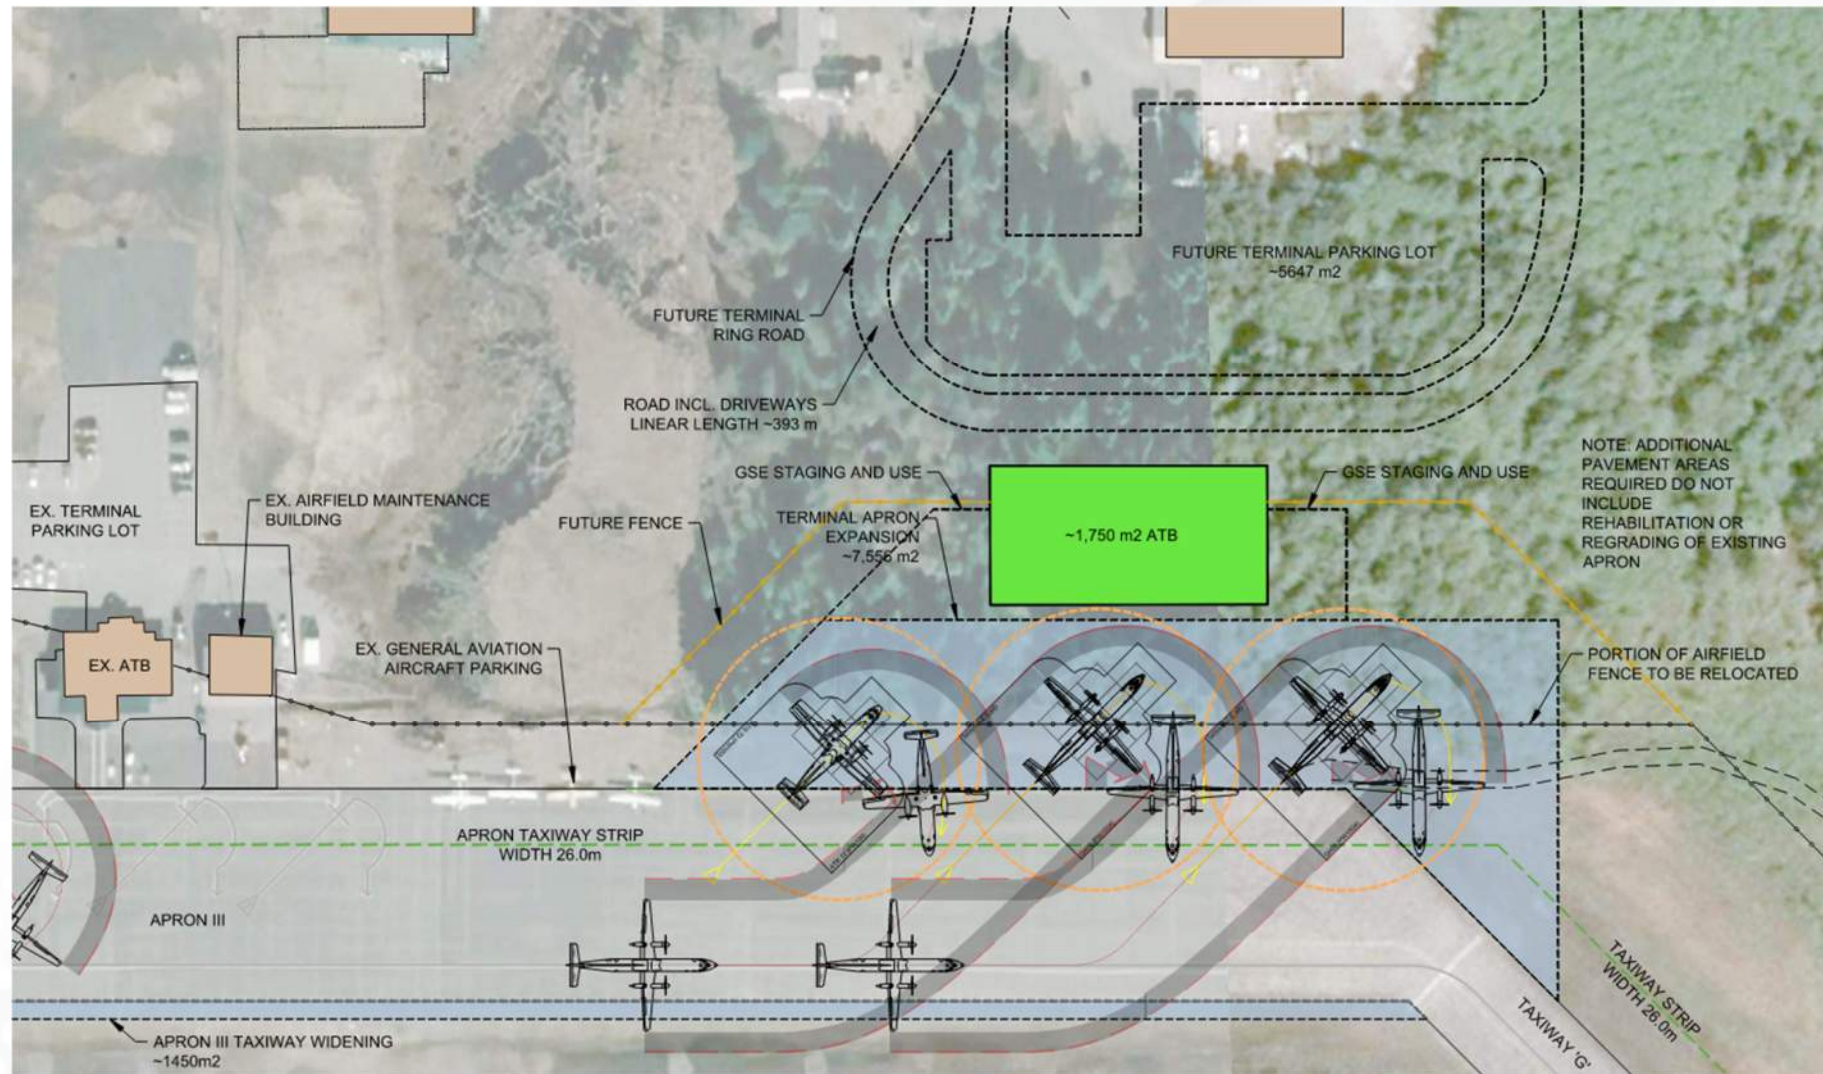 FUTURE TERMINAL PARKING LOT
~5647 m2
FUTURE TERMINAL
RING ROAD
ROAD INCL. DRIVEWAYS
LINEAR LENGTH ~393 m
GSE STAGING AND USE
GSE STAGING AND USE
NOTE: ADDITIONAL
PAVEMENT AREAS
REQUIRED DO NOT
INCLUDE
REHABILITATION OR
REGRADING OF EXISTING
APRON
EX. TERMINAL
PARKING LOT
EX. AIRFIELD MAINTENANCE
BUILDING
FUTURE FENCE
TERMINAL APRON
EXPANSION
~7,556 m2
~1,750 m2 ATB
EX. ATB
EX. GENERAL AVIATION
AIRCRAFT PARKING
PORTION OF AIRFIELD
FENCE TO BE RELOCATED
APRON TAXIWAY STRIP
WIDTH 26.0m
APRON III
TAXIWAY STRIP
WIDTH 26.0m
TAXIWAY 'G'
APRON III TAXIWAY WIDENING
~1450m2